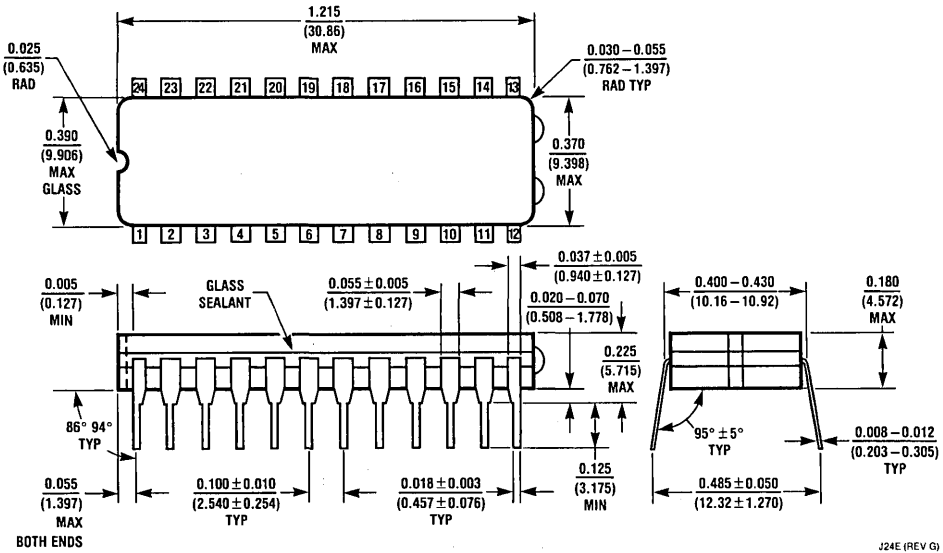 1.215
(30.86)
MAX
0.025
(0.635)
RAD
0.030 – 0.055
(0.762 – 1.397)
RAD TYP
24 23 22 21 20 19 18 17 16 15 14 13
0.390
(9.906)
MAX
GLASS
0.370
(9.398)
MAX
1 2 3 4 5 6 7 8 9 10 11 12
0.005
(0.127)
MIN
GLASS
SEALANT
0.055 ± 0.005
(1.397 ± 0.127)
0.037 ± 0.005
(0.940 ± 0.127)
0.020 – 0.070
(0.508 – 1.778)
0.400 – 0.430
(10.16 – 10.92)
0.180
(4.572)
MAX
0.225
(5.715)
MAX
86° 94°
TYP
95° ± 5°
TYP
0.008 – 0.012
(0.203 – 0.305)
TYP
0.055
(1.397)
MAX
BOTH ENDS
0.100 ± 0.010
(2.540 ± 0.254)
TYP
0.018 ± 0.003
(0.457 ± 0.076)
TYP
0.125
(3.175)
MIN
0.485 ± 0.050
(12.32 ± 1.270)
J24E (REV G)